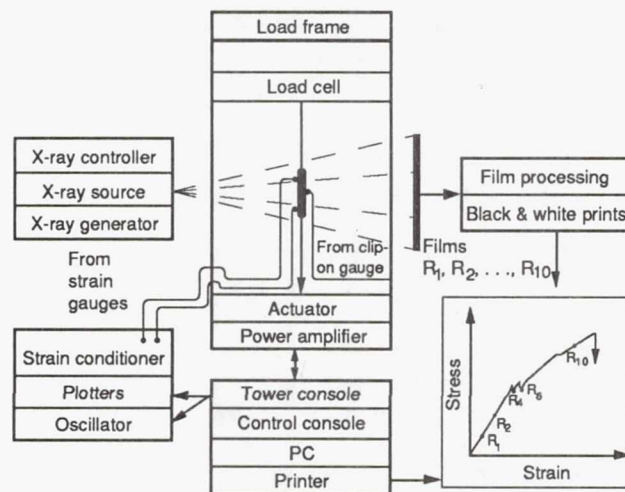 Load frame
Load cell
X-ray controller
X-ray source
X-ray generator
From
strain
gauges
From clip-
on gauge
Film processing
Black & white prints
Films
R1, R2, . . ., R10
Actuator
Power amplifier
Strain conditioner
Plotters
Oscillator
Tower console
Control console
PC
Printer
Stress
R10
R4
R6
R2
R1
Strain